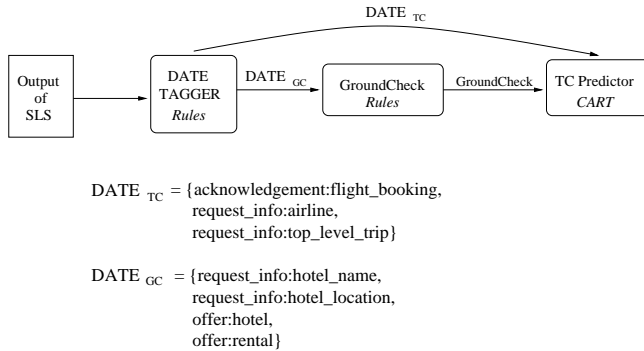 DATE TC
Output
of
SLS
DATE
TAGGER
Rules
DATE GC
GroundCheck
Rules
GroundCheck
TC Predictor
CART
DATE TC = {acknowledgement:flight_booking,
request_info:airline,
request_info:top_level_trip}
DATE GC = {request_info:hotel_name,
request_info:hotel_location,
offer:hotel,
offer:rental}